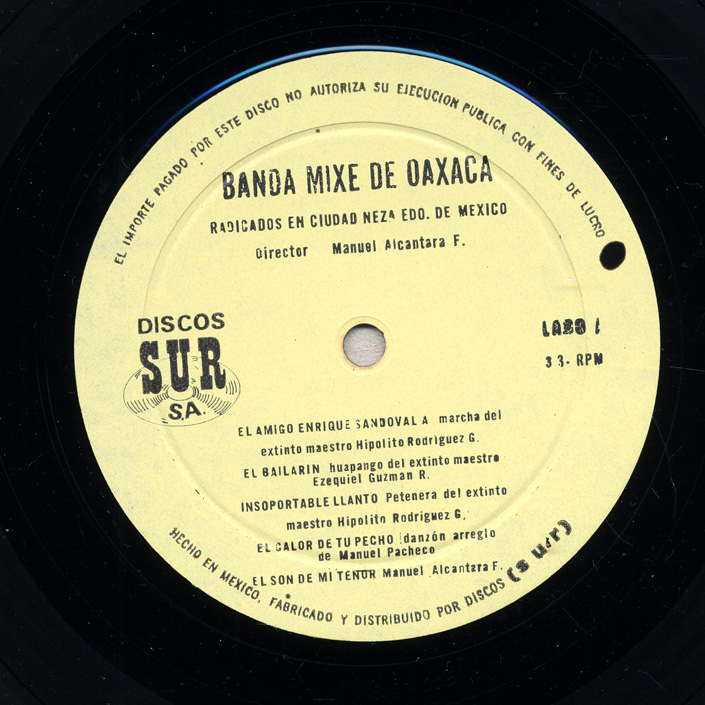 EL IMPORTE PAGADO POR ESTE DISCO NO AUTORIZA SU EJECUCION PUBLICA CON FINES DE LUCRO
BANDA MIXE DE OAXACA
RADICADOS EN CIUDAD NEZA EDO. DE MEXICO
Director Manuel Alcantara F.
DISCOS
SUR
S.A.
LADO I
33- RPM
EL AMIGO ENRIQUE SANDOVAL A marcha del
extinto maestro Hipolito Rodriguez G.
EL BAILARIN huapango del extinto maestro
Ezequiel Guzman R.
INSOPORTABLE LLANTO Petenera del extinto
maestro Hipolito Rodriguez G.
EL CALOR DE TU PECHO danzón arreglo
de Manuel Pacheco
EL SON DE MI TENOR Manuel Alcantara F.
HECHO EN MEXICO, FABRICADO Y DISTRIBUIDO POR DISCOS (sur)